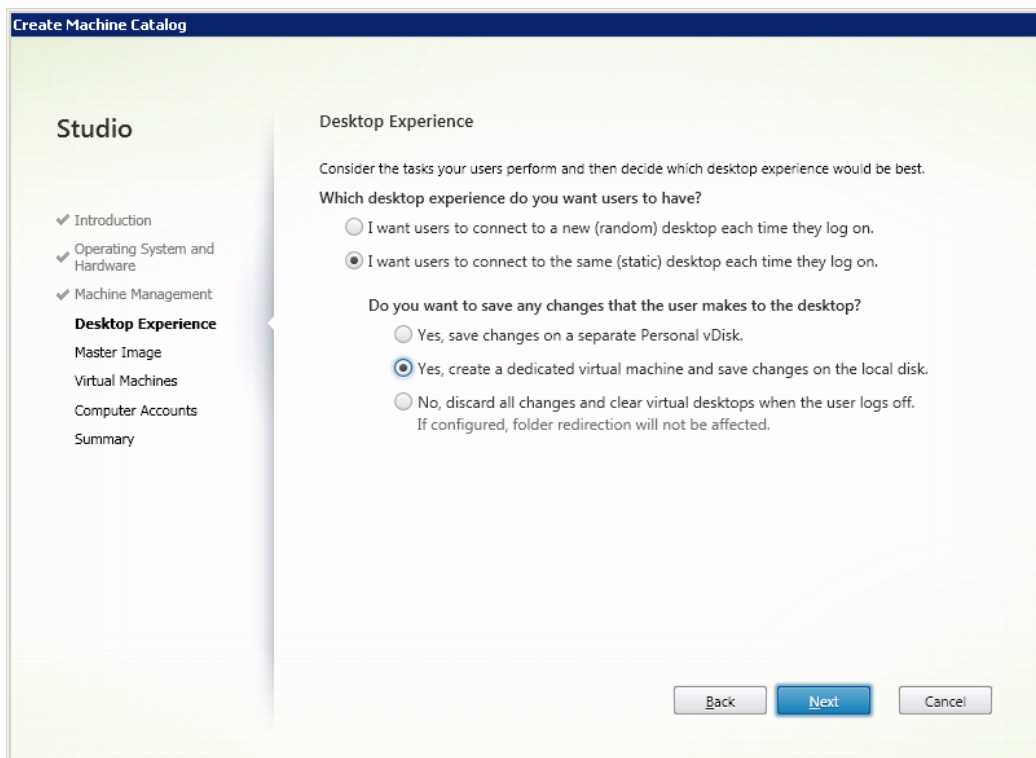 Create Machine Catalog
Studio
Introduction
Operating System and
Hardware
Machine Management
Desktop Experience
Master Image
Virtual Machines
Computer Accounts
Summary
Desktop Experience
Consider the tasks your users perform and then decide which desktop experience would be best.
Which desktop experience do you want users to have?
I want users to connect to a new (random) desktop each time they log on.
I want users to connect to the same (static) desktop each time they log on.
Do you want to save any changes that the user makes to the desktop?
Yes, save changes on a separate Personal vDisk.
Yes, create a dedicated virtual machine and save changes on the local disk.
No, discard all changes and clear virtual desktops when the user logs off.
If configured, folder redirection will not be affected.
Back
Next
Cancel